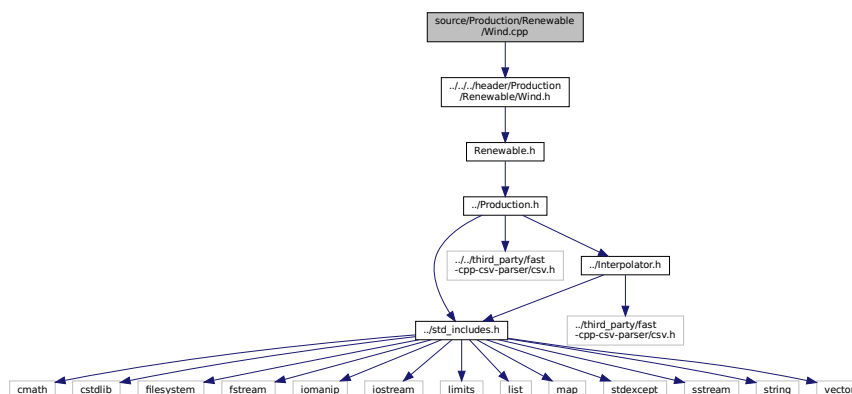 source/Production/Renewable
/Wind.cpp
../../../header/Production
/Renewable/Wind.h
Renewable.h
../Production.h
../../third_party/fast
-cpp-csv-parser/csv.h
../Interpolator.h
../third_party/fast
-cpp-csv-parser/csv.h
../std_includes.h
cmath
cstdlib
filesystem
fstream
iomanip
iostream
limits
list
map
stdexcept
sstream
string
vector